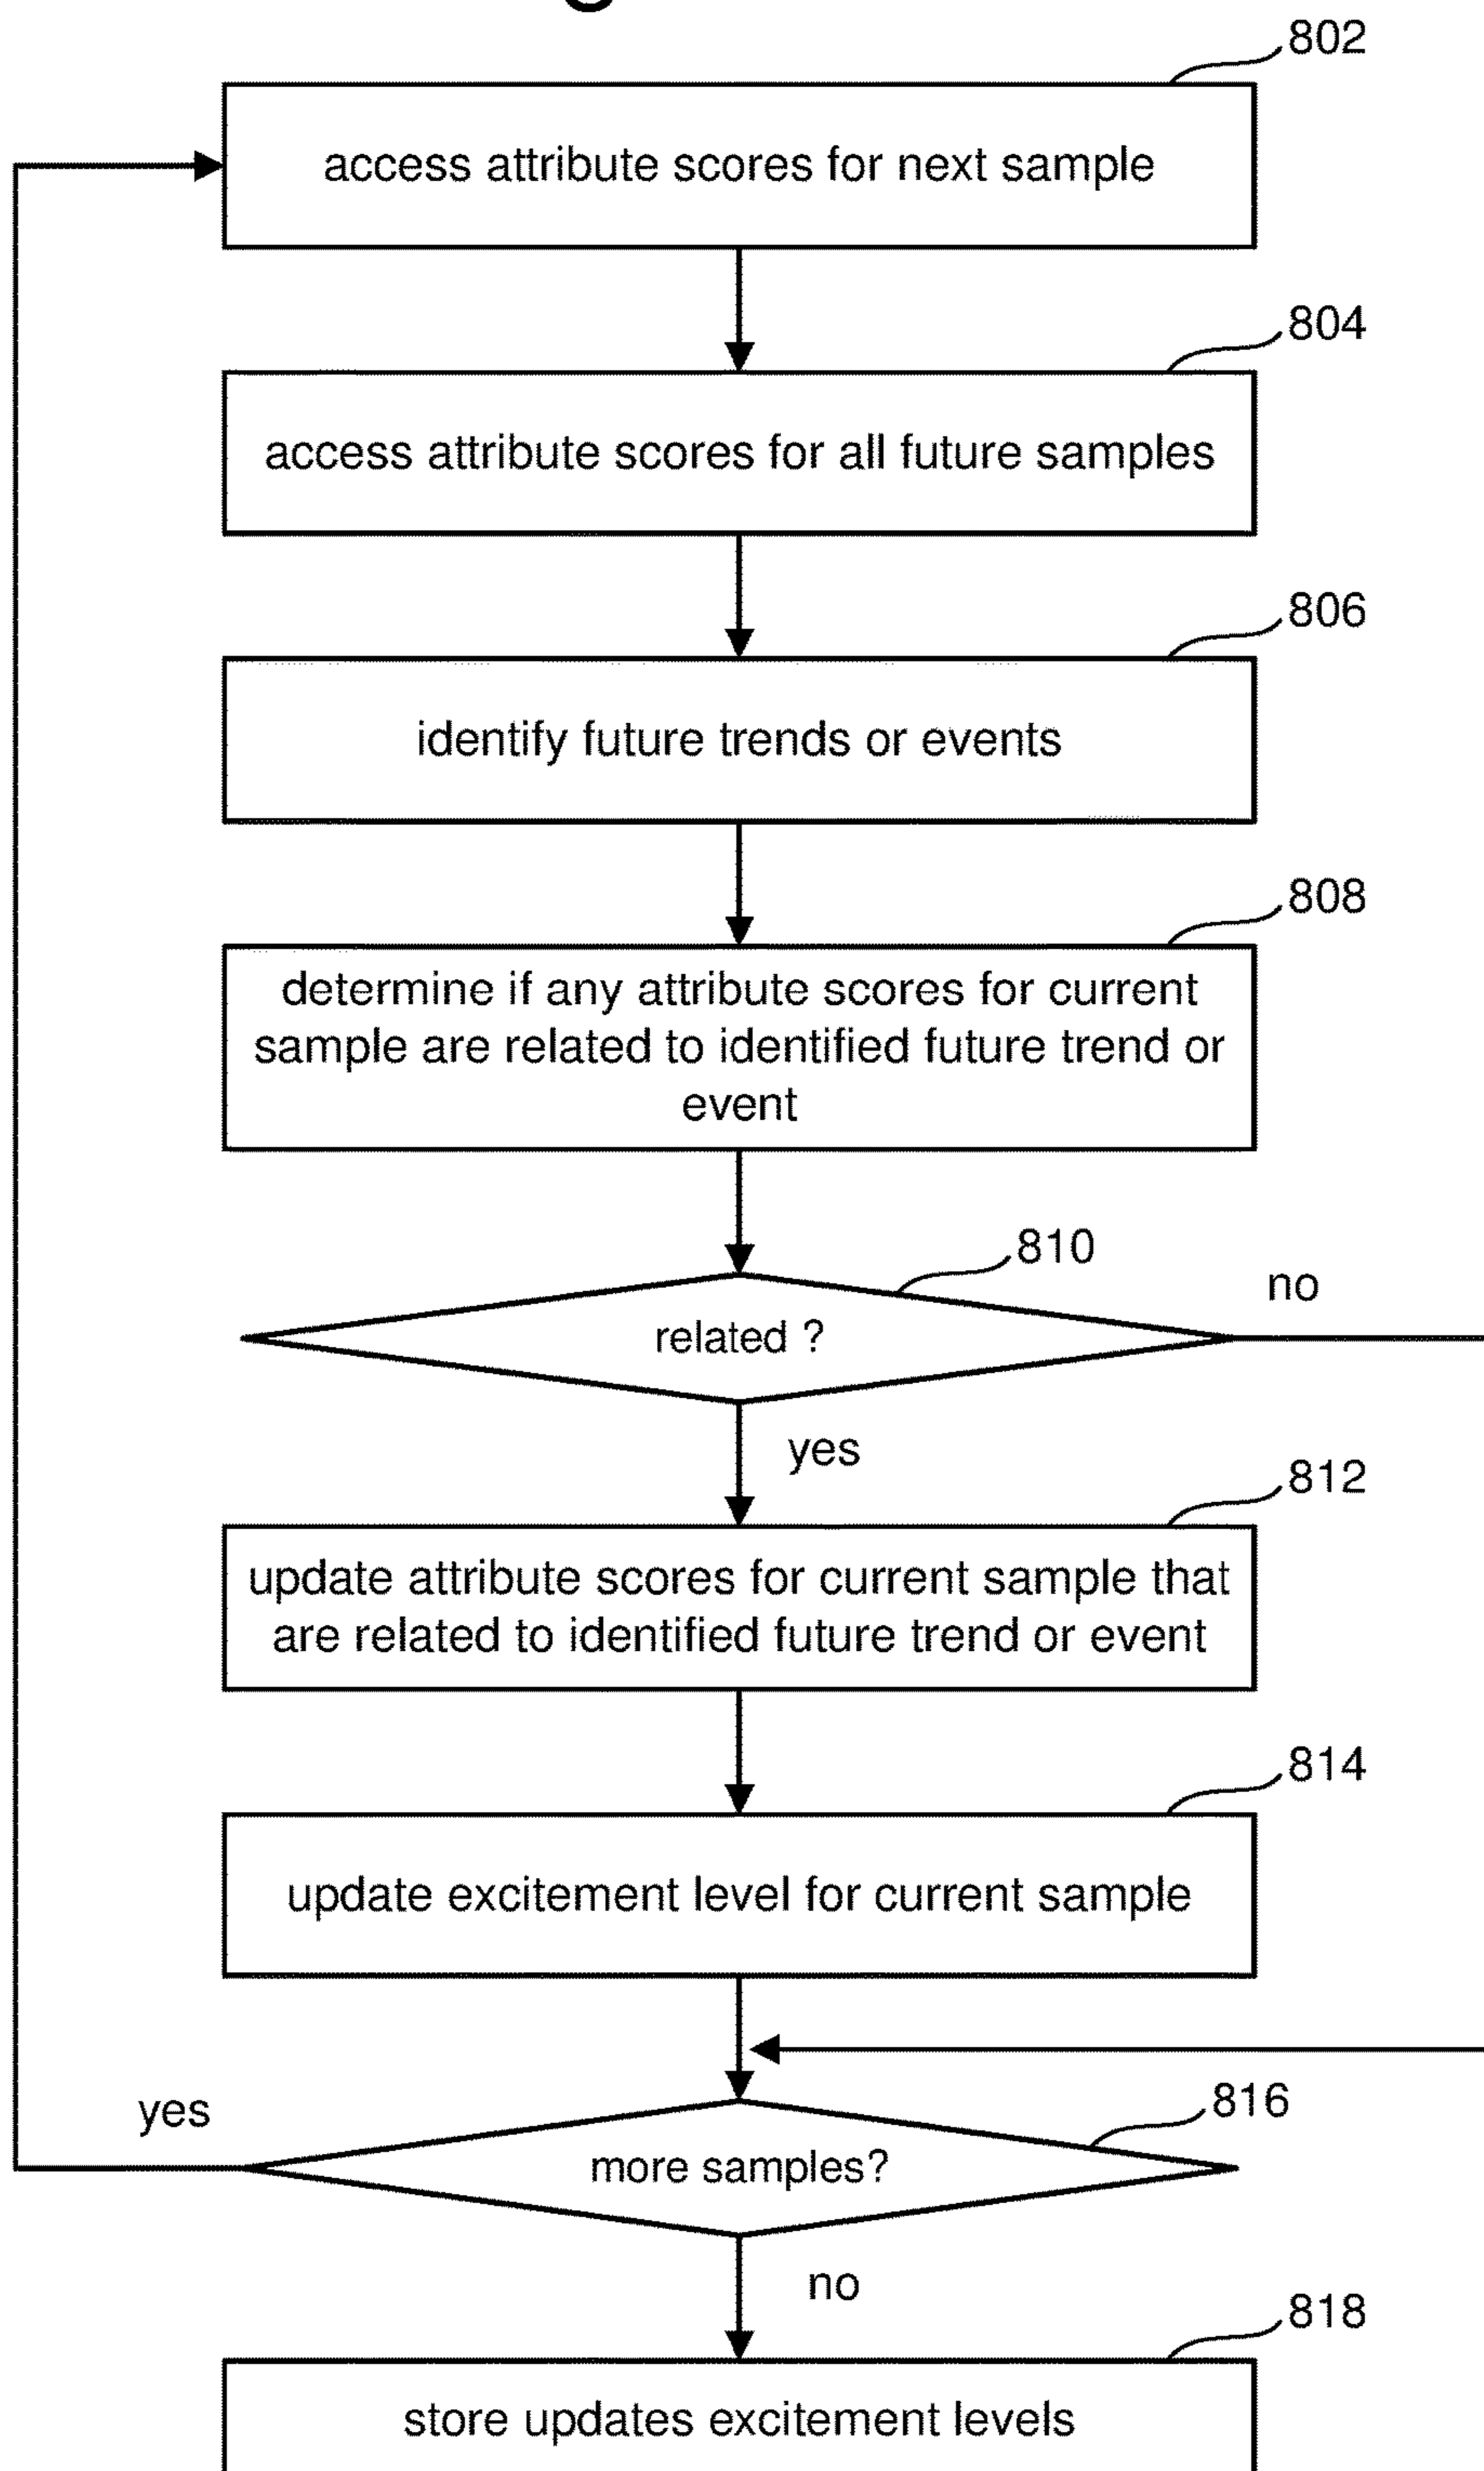 802
access attribute scores for next sample
804
access attribute scores for all future samples
806
identify future trends or events
808
determine if any attribute scores for current
sample are related to identified future trend or
event
810
no
related ?
yes
812
update attribute scores for current sample that
are related to identified future trend or event
814
update excitement level for current sample
816
yes
more samples?
no
818
store updates excitement levels